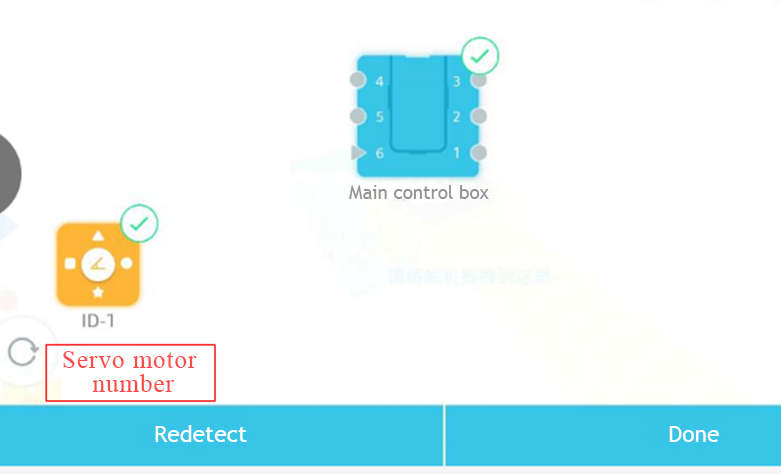 4 3
5 2
6 1
Main control box
ID-1
Servo motor
number
Redetect
Done